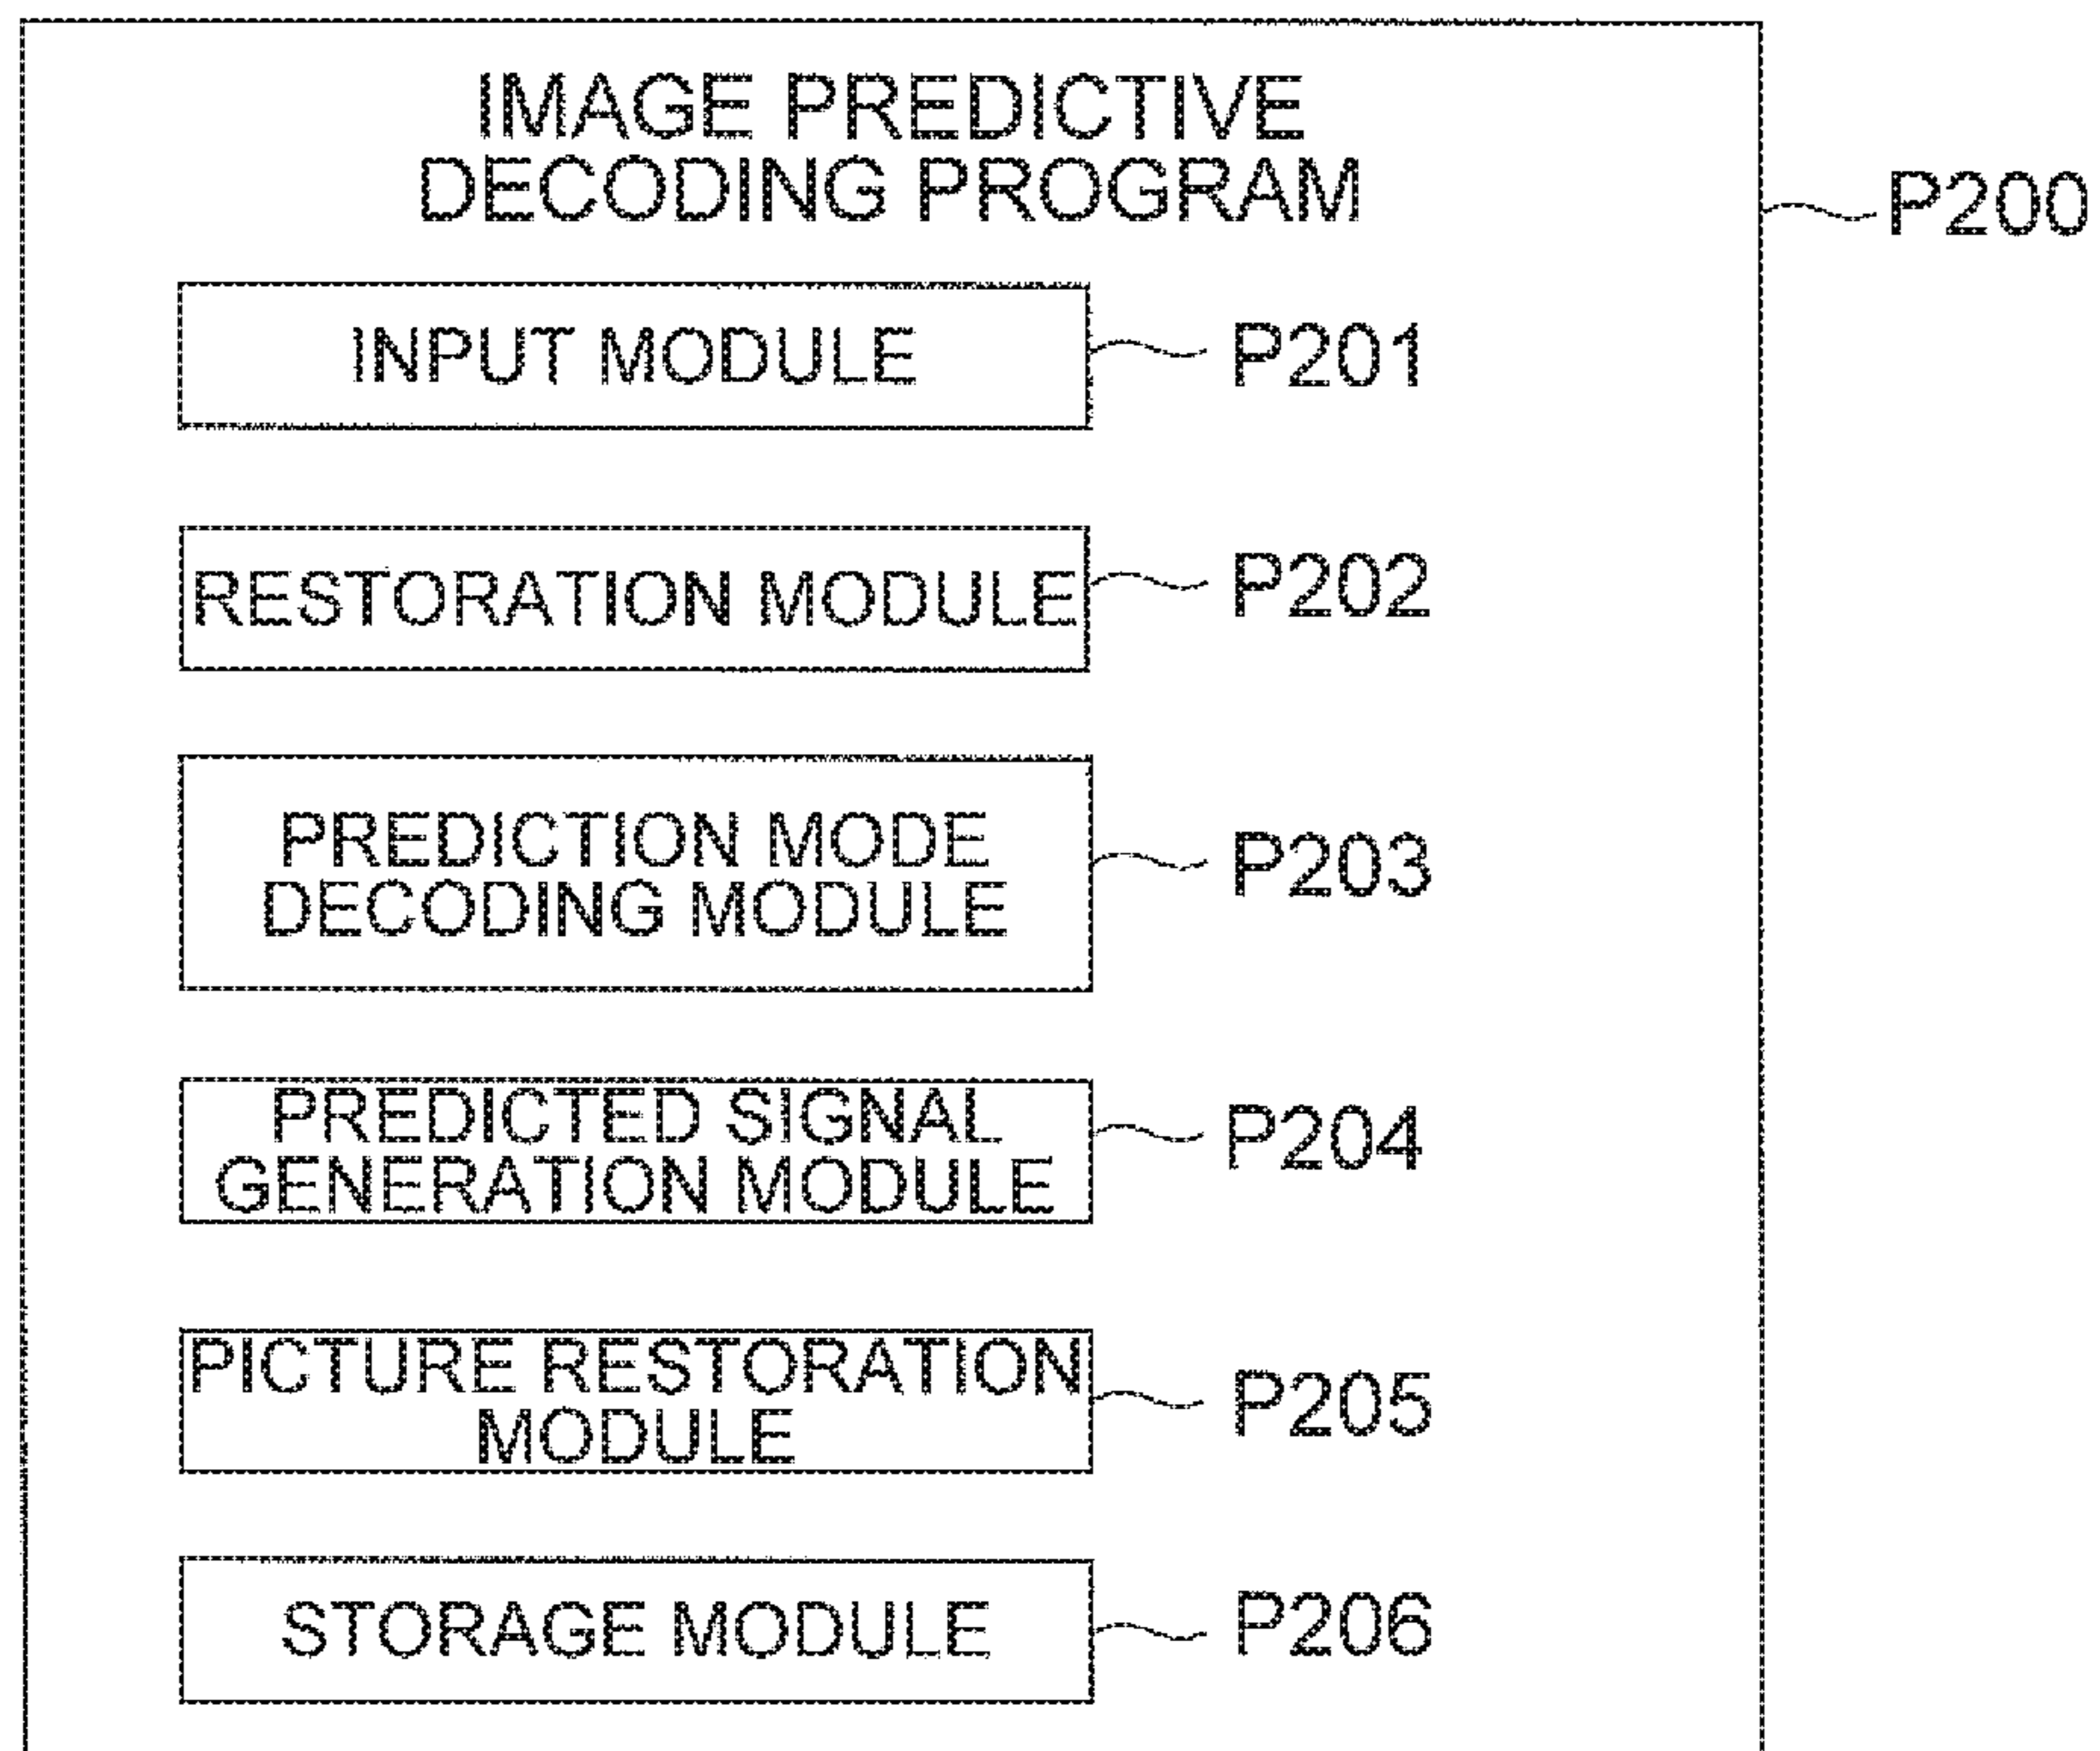 IMAGE PREDICTIVE
DECODING PROGRAM
P200
INPUT MODULE
P201
RESTORATION MODULE
P202
PREDICTION MODE
DECODING MODULE
P203
PREDICTED SIGNAL
GENERATION MODULE
P204
PICTURE RESTORATION
MODULE
P205
STORAGE MODULE
P206